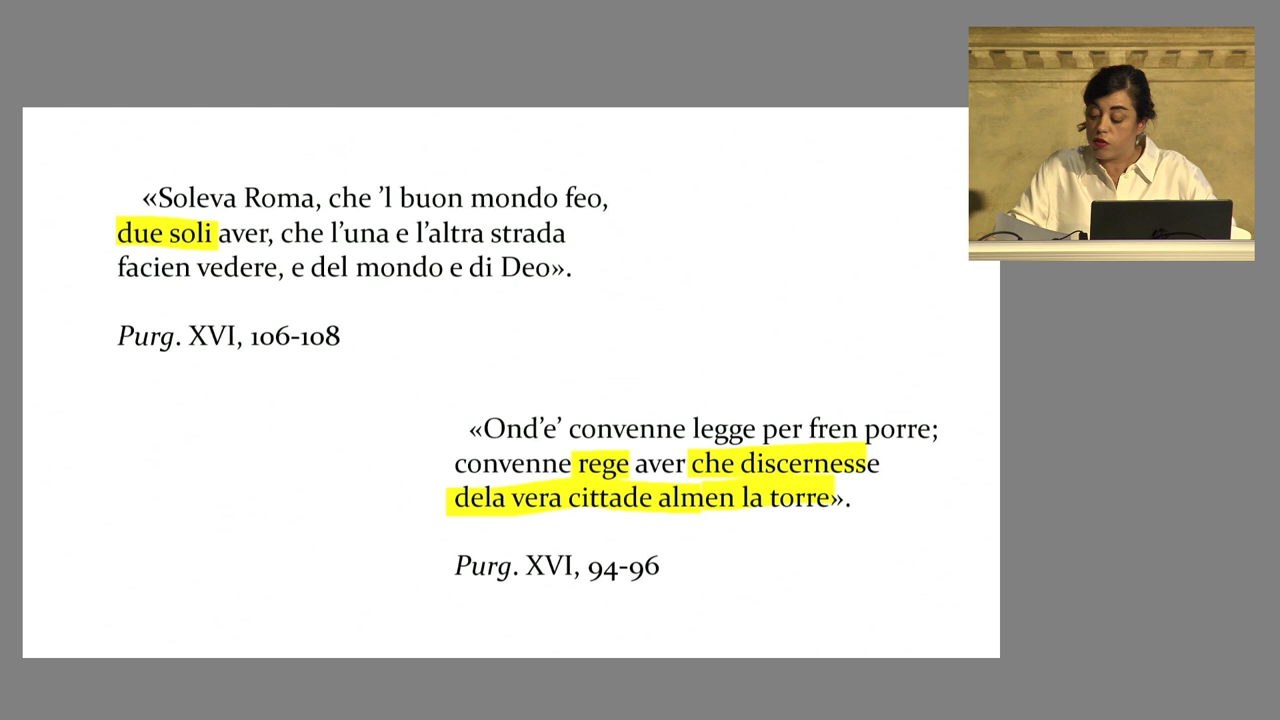 «Soleva Roma, che ’l buon mondo feo,
due soli aver, che l’una e l’altra strada
facien vedere, e del mondo e di Deo».
Purg. XVI, 106-108
«Ond’e’ convenne legge per fren porre;
convenne rege aver che discernesse
dela vera cittade almen la torre».
Purg. XVI, 94-96